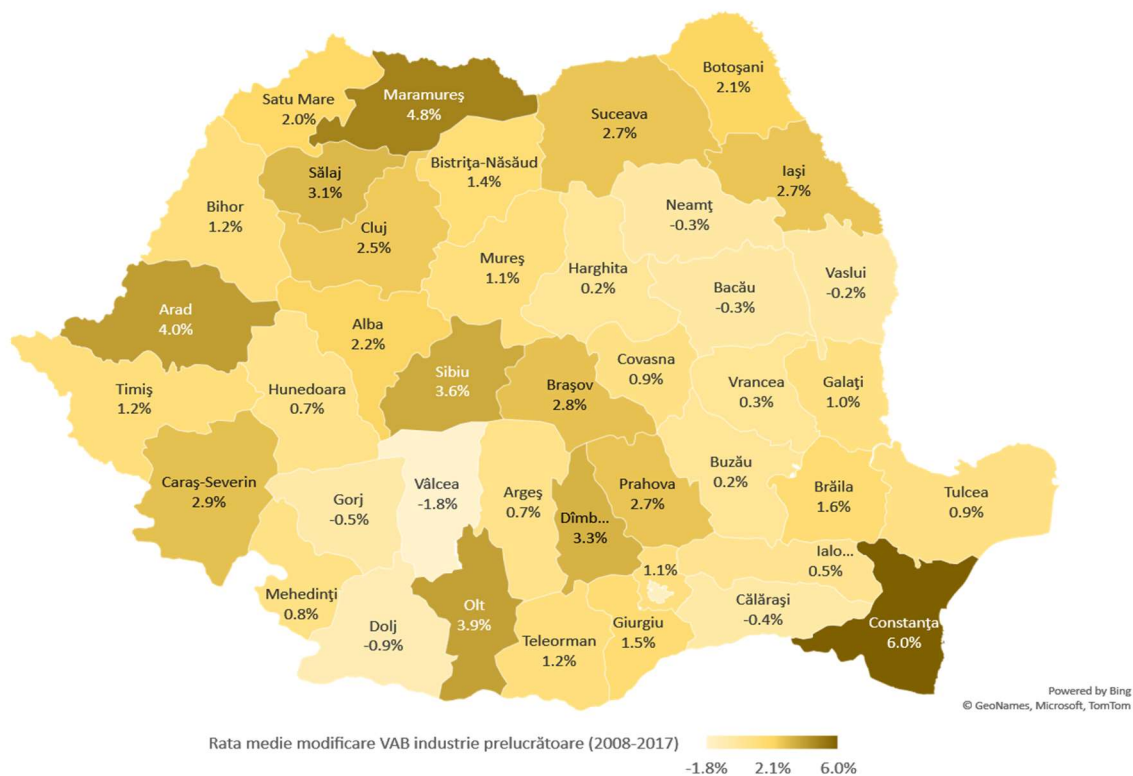 Botoşani
2.1%
Satu Mare
2.0%
Maramureş
4.8%
Suceava
2.7%
Bistriţa-Năsăud
1.4%
Sălaj
3.1%
Iaşi
2.7%
Bihor
1.2%
Cluj
2.5%
Neamţ
-0.3%
Mureş
1.1%
Harghita
0.2%
Bacău
-0.3%
Vaslui
-0.2%
Arad
4.0%
Alba
2.2%
Sibiu
3.6%
Braşov
2.8%
Covasna
0.9%
Vrancea
0.3%
Galaţi
1.0%
Timiş
1.2%
Hunedoara
0.7%
Caraş-Severin
2.9%
Gorj
-0.5%
Vâlcea
-1.8%
Argeş
0.7%
Dîmb...
3.3%
Prahova
2.7%
Buzău
0.2%
Brăila
1.6%
Tulcea
0.9%
Ialo...
0.5%
1.1%
Mehedinţi
0.8%
Dolj
-0.9%
Olt
3.9%
Teleorman
1.2%
Giurgiu
1.5%
Călăraşi
-0.4%
Constanţa
6.0%
Powered by Bing
© GeoNames, Microsoft, TomTom
Rata medie modificare VAB industrie prelucrătoare (2008-2017)
-1.8% 2.1% 6.0%